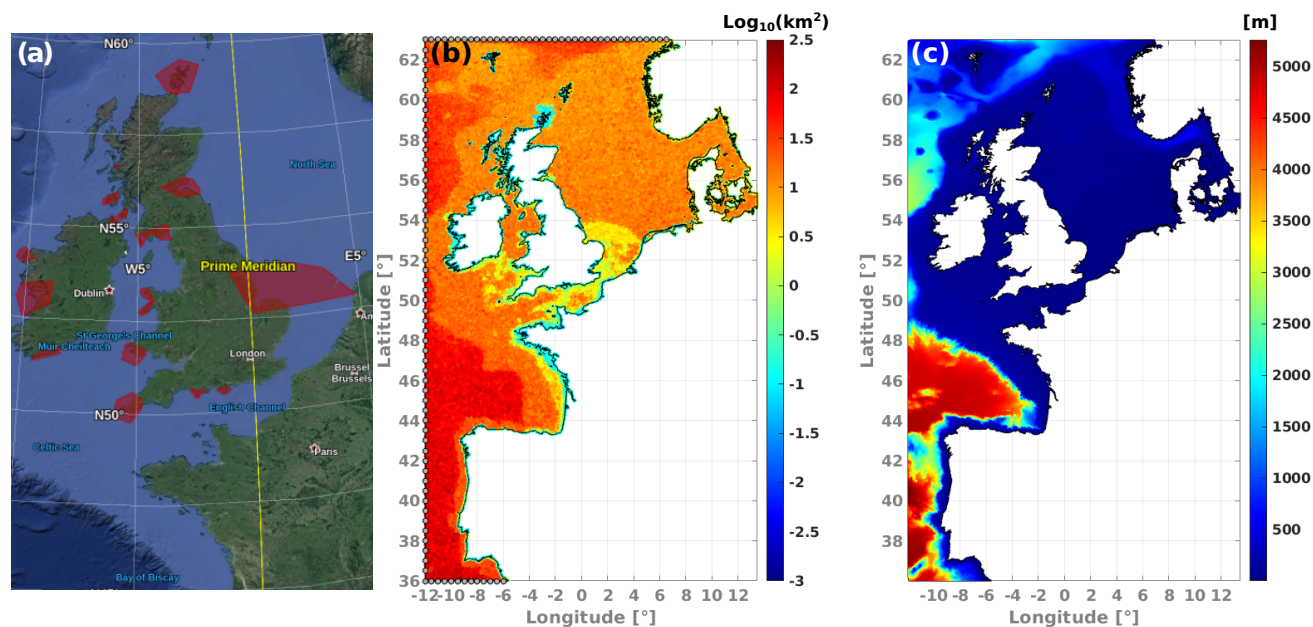 (a)
N60°
North Sea
N55°
W5°
E5°
Prime Meridian
Dublin
Am
St George's Channel
Muir Cheilteach
London
Brussel
Brussels
N50°
English Channel
Celtic Sea
Paris
Bay of Biscay
Log10(km2)
(b)
2.5
2
1.5
1
0.5
0
-0.5
-1
-1.5
-2
-2.5
-3
62
60
58
56
54
52
50
48
46
44
42
40
38
36
Latitude [°]
-12 -10 -8 -6 -4 -2 0 2 4 6 8 10 12
Longitude [°]
[m]
(c)
5000
4500
4000
3500
3000
2500
2000
1500
1000
500
62
60
58
56
54
52
50
48
46
44
42
40
38
36
Latitude [°]
-10 -8 -6 -4 -2 0 2 4 6 8 10 12
Longitude [°]